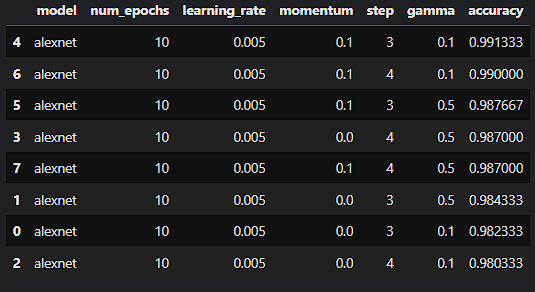 model num_epochs learning_rate momentum step gamma accuracy
4 alexnet 10 0.005 0.1 3 0.1 0.991333
6 alexnet 10 0.005 0.1 4 0.1 0.990000
5 alexnet 10 0.005 0.1 3 0.5 0.987667
3 alexnet 10 0.005 0.0 4 0.5 0.987000
7 alexnet 10 0.005 0.1 4 0.5 0.987000
1 alexnet 10 0.005 0.0 3 0.5 0.984333
0 alexnet 10 0.005 0.0 3 0.1 0.982333
2 alexnet 10 0.005 0.0 4 0.1 0.980333